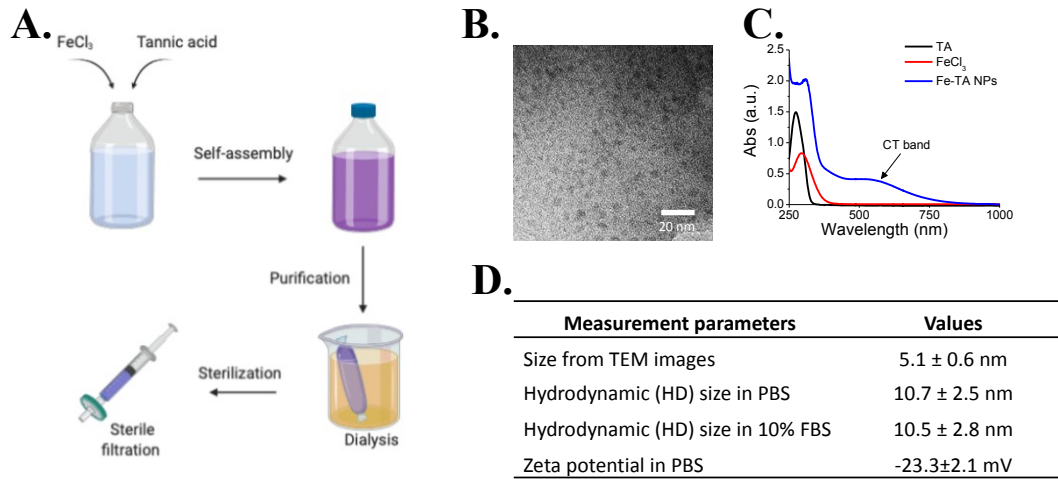 A.
FeCl₃
Tannic acid
Self-assembly
Purification
Sterilization
Sterile
filtration
Dialysis
B.
20 nm
C.
Abs (a.u.)
2.5
2.0
1.5
1.0
0.5
0.0
TA
FeCl₃
Fe-TA NPs
CT band
250
500
750
1000
Wavelength (nm)
D.
Measurement parameters Values
Size from TEM images 5.1 ± 0.6 nm
Hydrodynamic (HD) size in PBS 10.7 ± 2.5 nm
Hydrodynamic (HD) size in 10% FBS 10.5 ± 2.8 nm
Zeta potential in PBS -23.3±2.1 mV